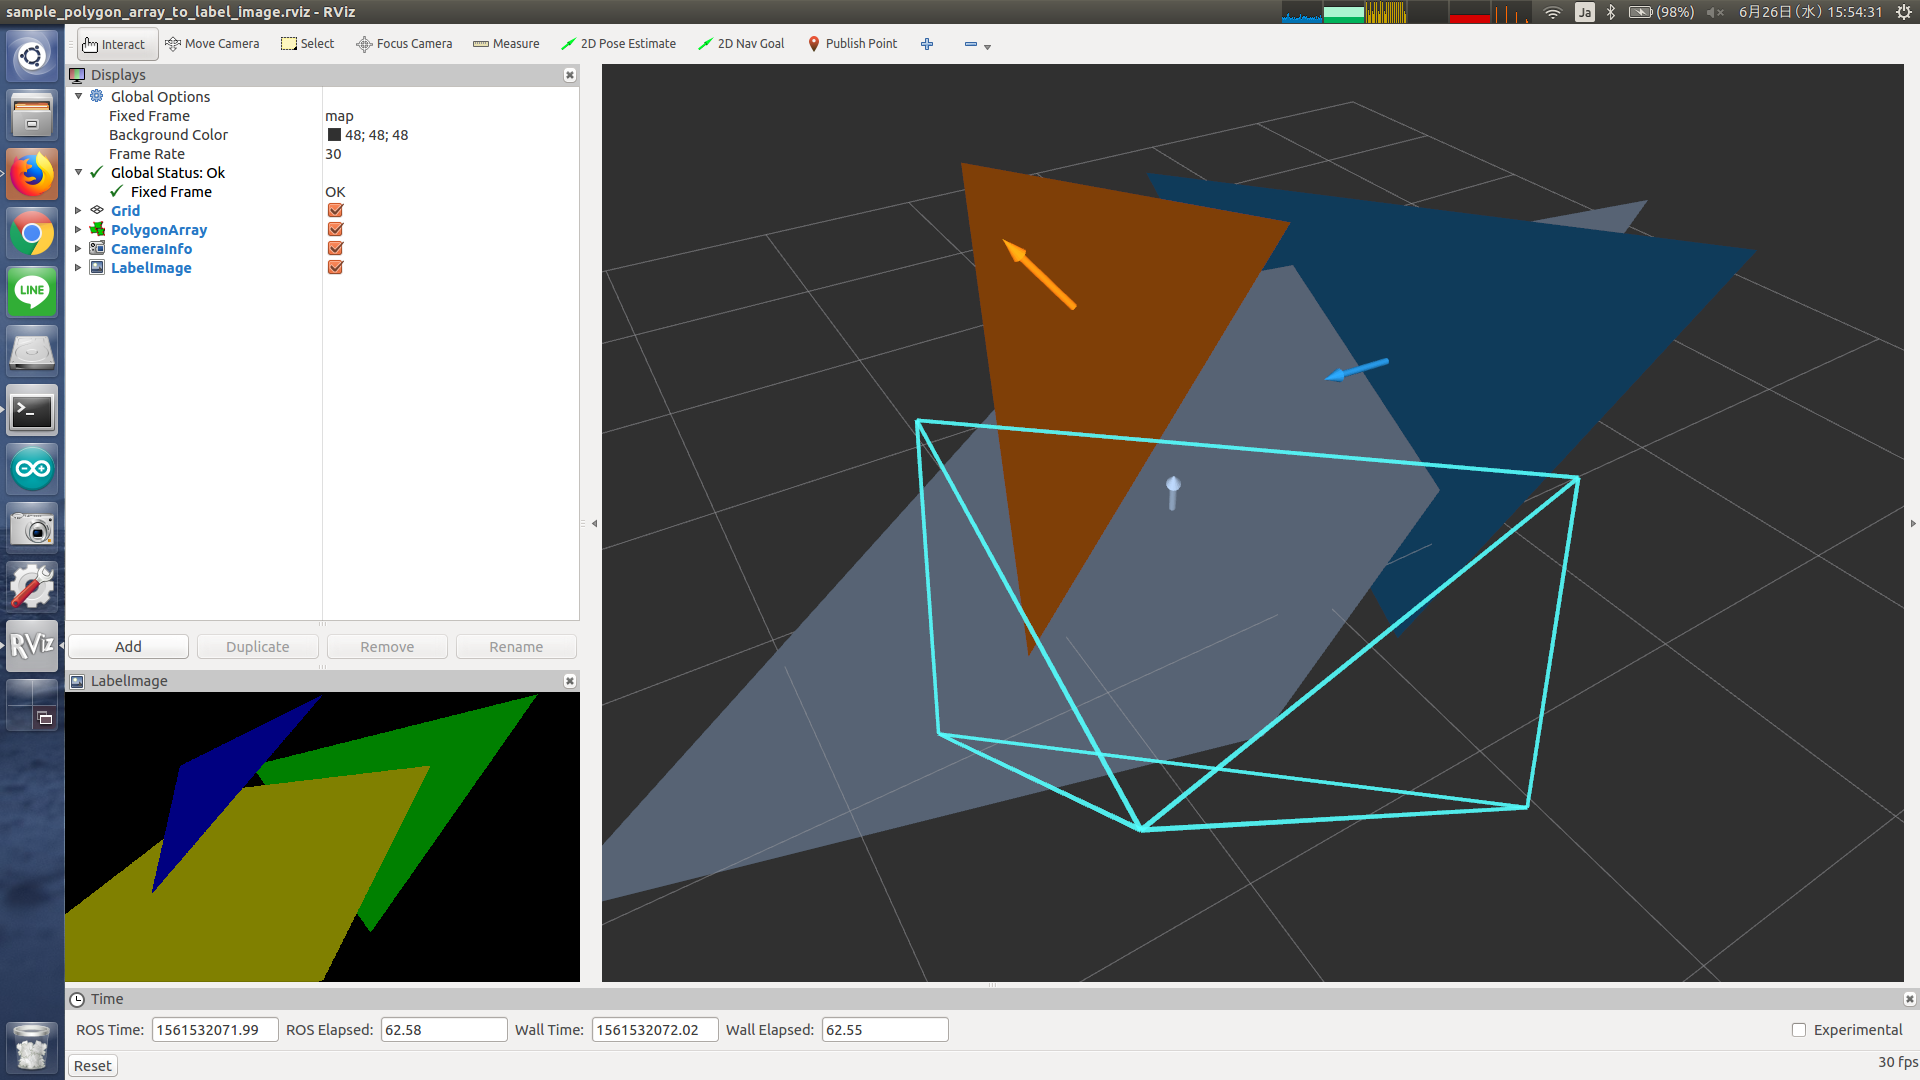 sample_polygon_array_to_label_image.rviz - RViz
Ja
(98%)
6月26日(水) 15:54:31
Interact
Move Camera
Select
Focus Camera
Measure
2D Pose Estimate
2D Nav Goal
Publish Point
Displays
Global Options
Fixed Frame
map
Background Color
48; 48; 48
Frame Rate
30
Global Status: Ok
Fixed Frame
OK
Grid
PolygonArray
CameraInfo
LabelImage
LINE
>_
RViz
Add
Duplicate
Remove
Rename
LabelImage
Time
ROS Time:
1561532071.99
ROS Elapsed:
62.58
Wall Time:
1561532072.02
Wall Elapsed:
62.55
Experimental
Reset
30 fps